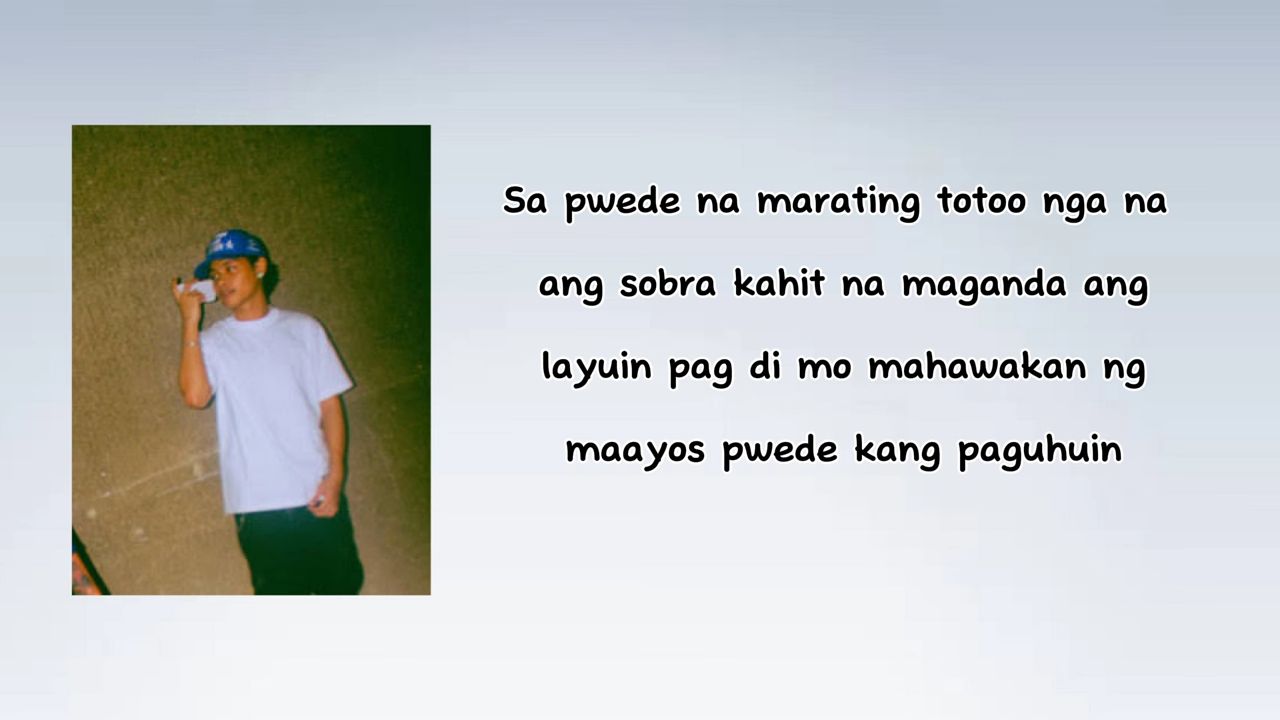 Sa pwede na marating totoo nga na
ang sobra kahit na maganda ang
layuin pag di mo mahawakan ng
maayos pwede kang paguhuin